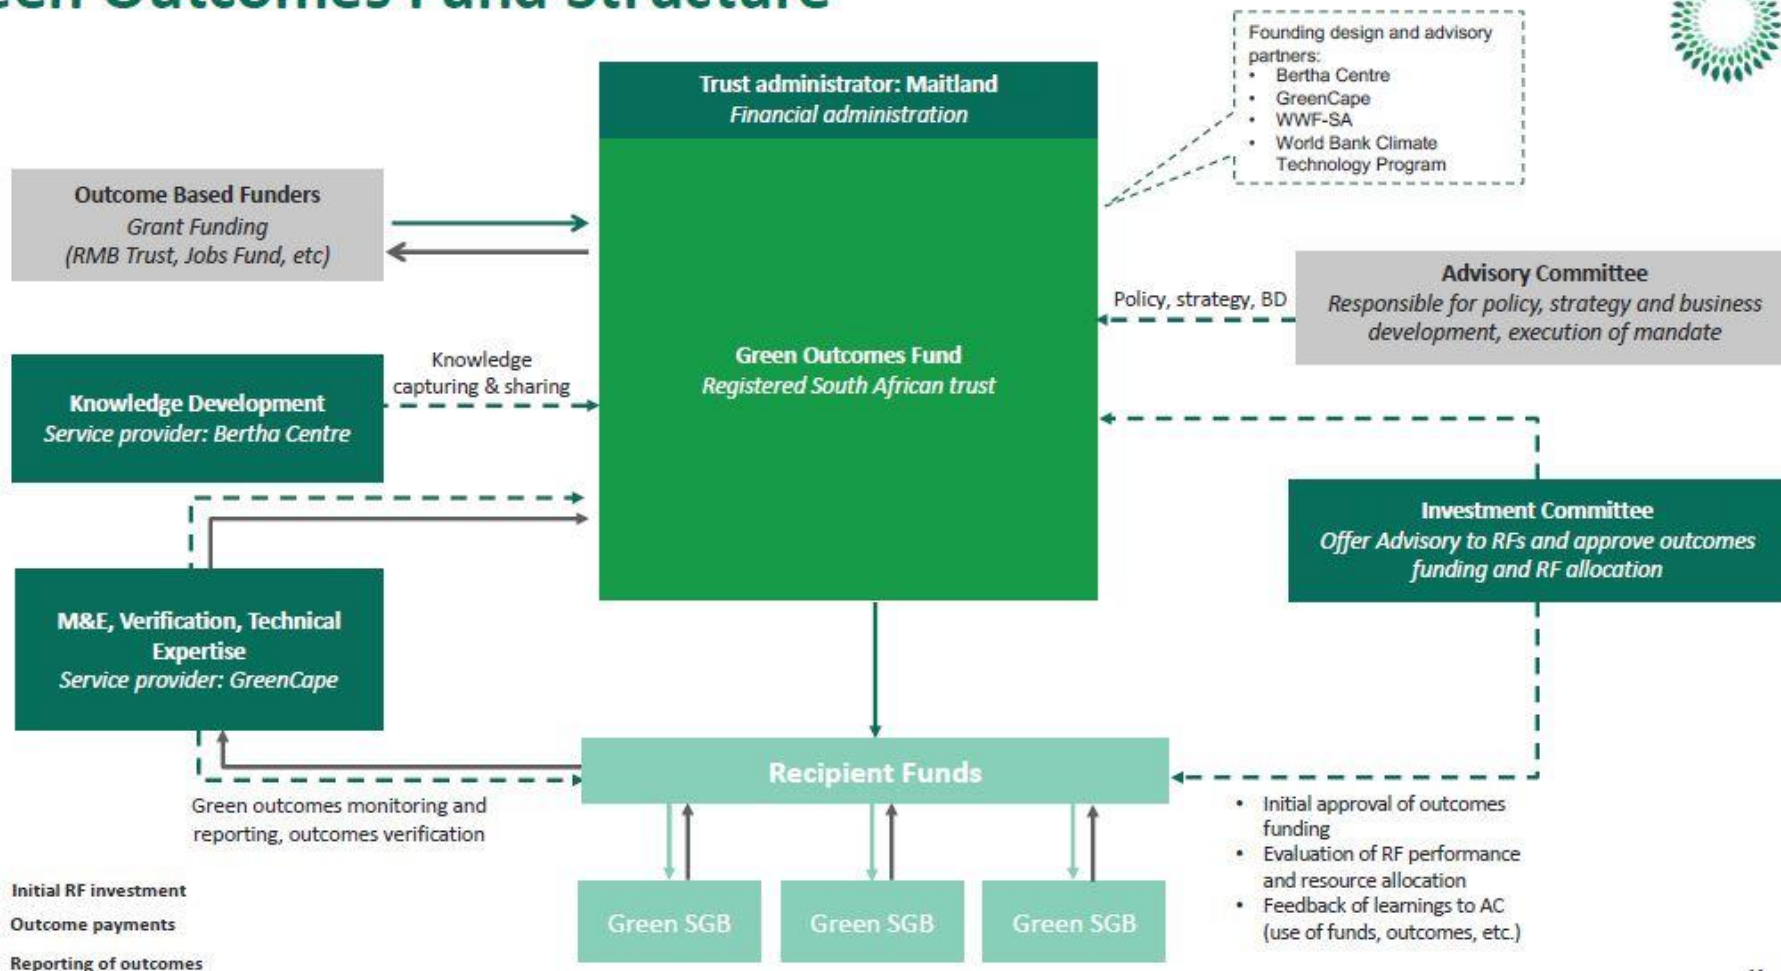 Outcomes Fund Structure
Founding design and advisory
partners:
• Bertha Centre
• GreenCape
• WWF-SA
• World Bank Climate
Technology Program
Trust administrator: Maitland
Financial administration
Outcome Based Funders
Grant Funding
(RMB Trust, Jobs Fund, etc)
Advisory Committee
Responsible for policy, strategy and business
development, execution of mandate
Policy, strategy, BD
Green Outcomes Fund
Registered South African trust
Knowledge
capturing & sharing
Knowledge Development
Service provider: Bertha Centre
Investment Committee
Offer Advisory to RFs and approve outcomes
funding and RF allocation
M&E, Verification, Technical
Expertise
Service provider: GreenCape
Recipient Funds
Green outcomes monitoring and
reporting, outcomes verification
• Initial approval of outcomes
funding
• Evaluation of RF performance
and resource allocation
• Feedback of learnings to AC
(use of funds, outcomes, etc.)
Green SGB
Green SGB
Green SGB
Initial RF investment
Outcome payments
Reporting of outcomes